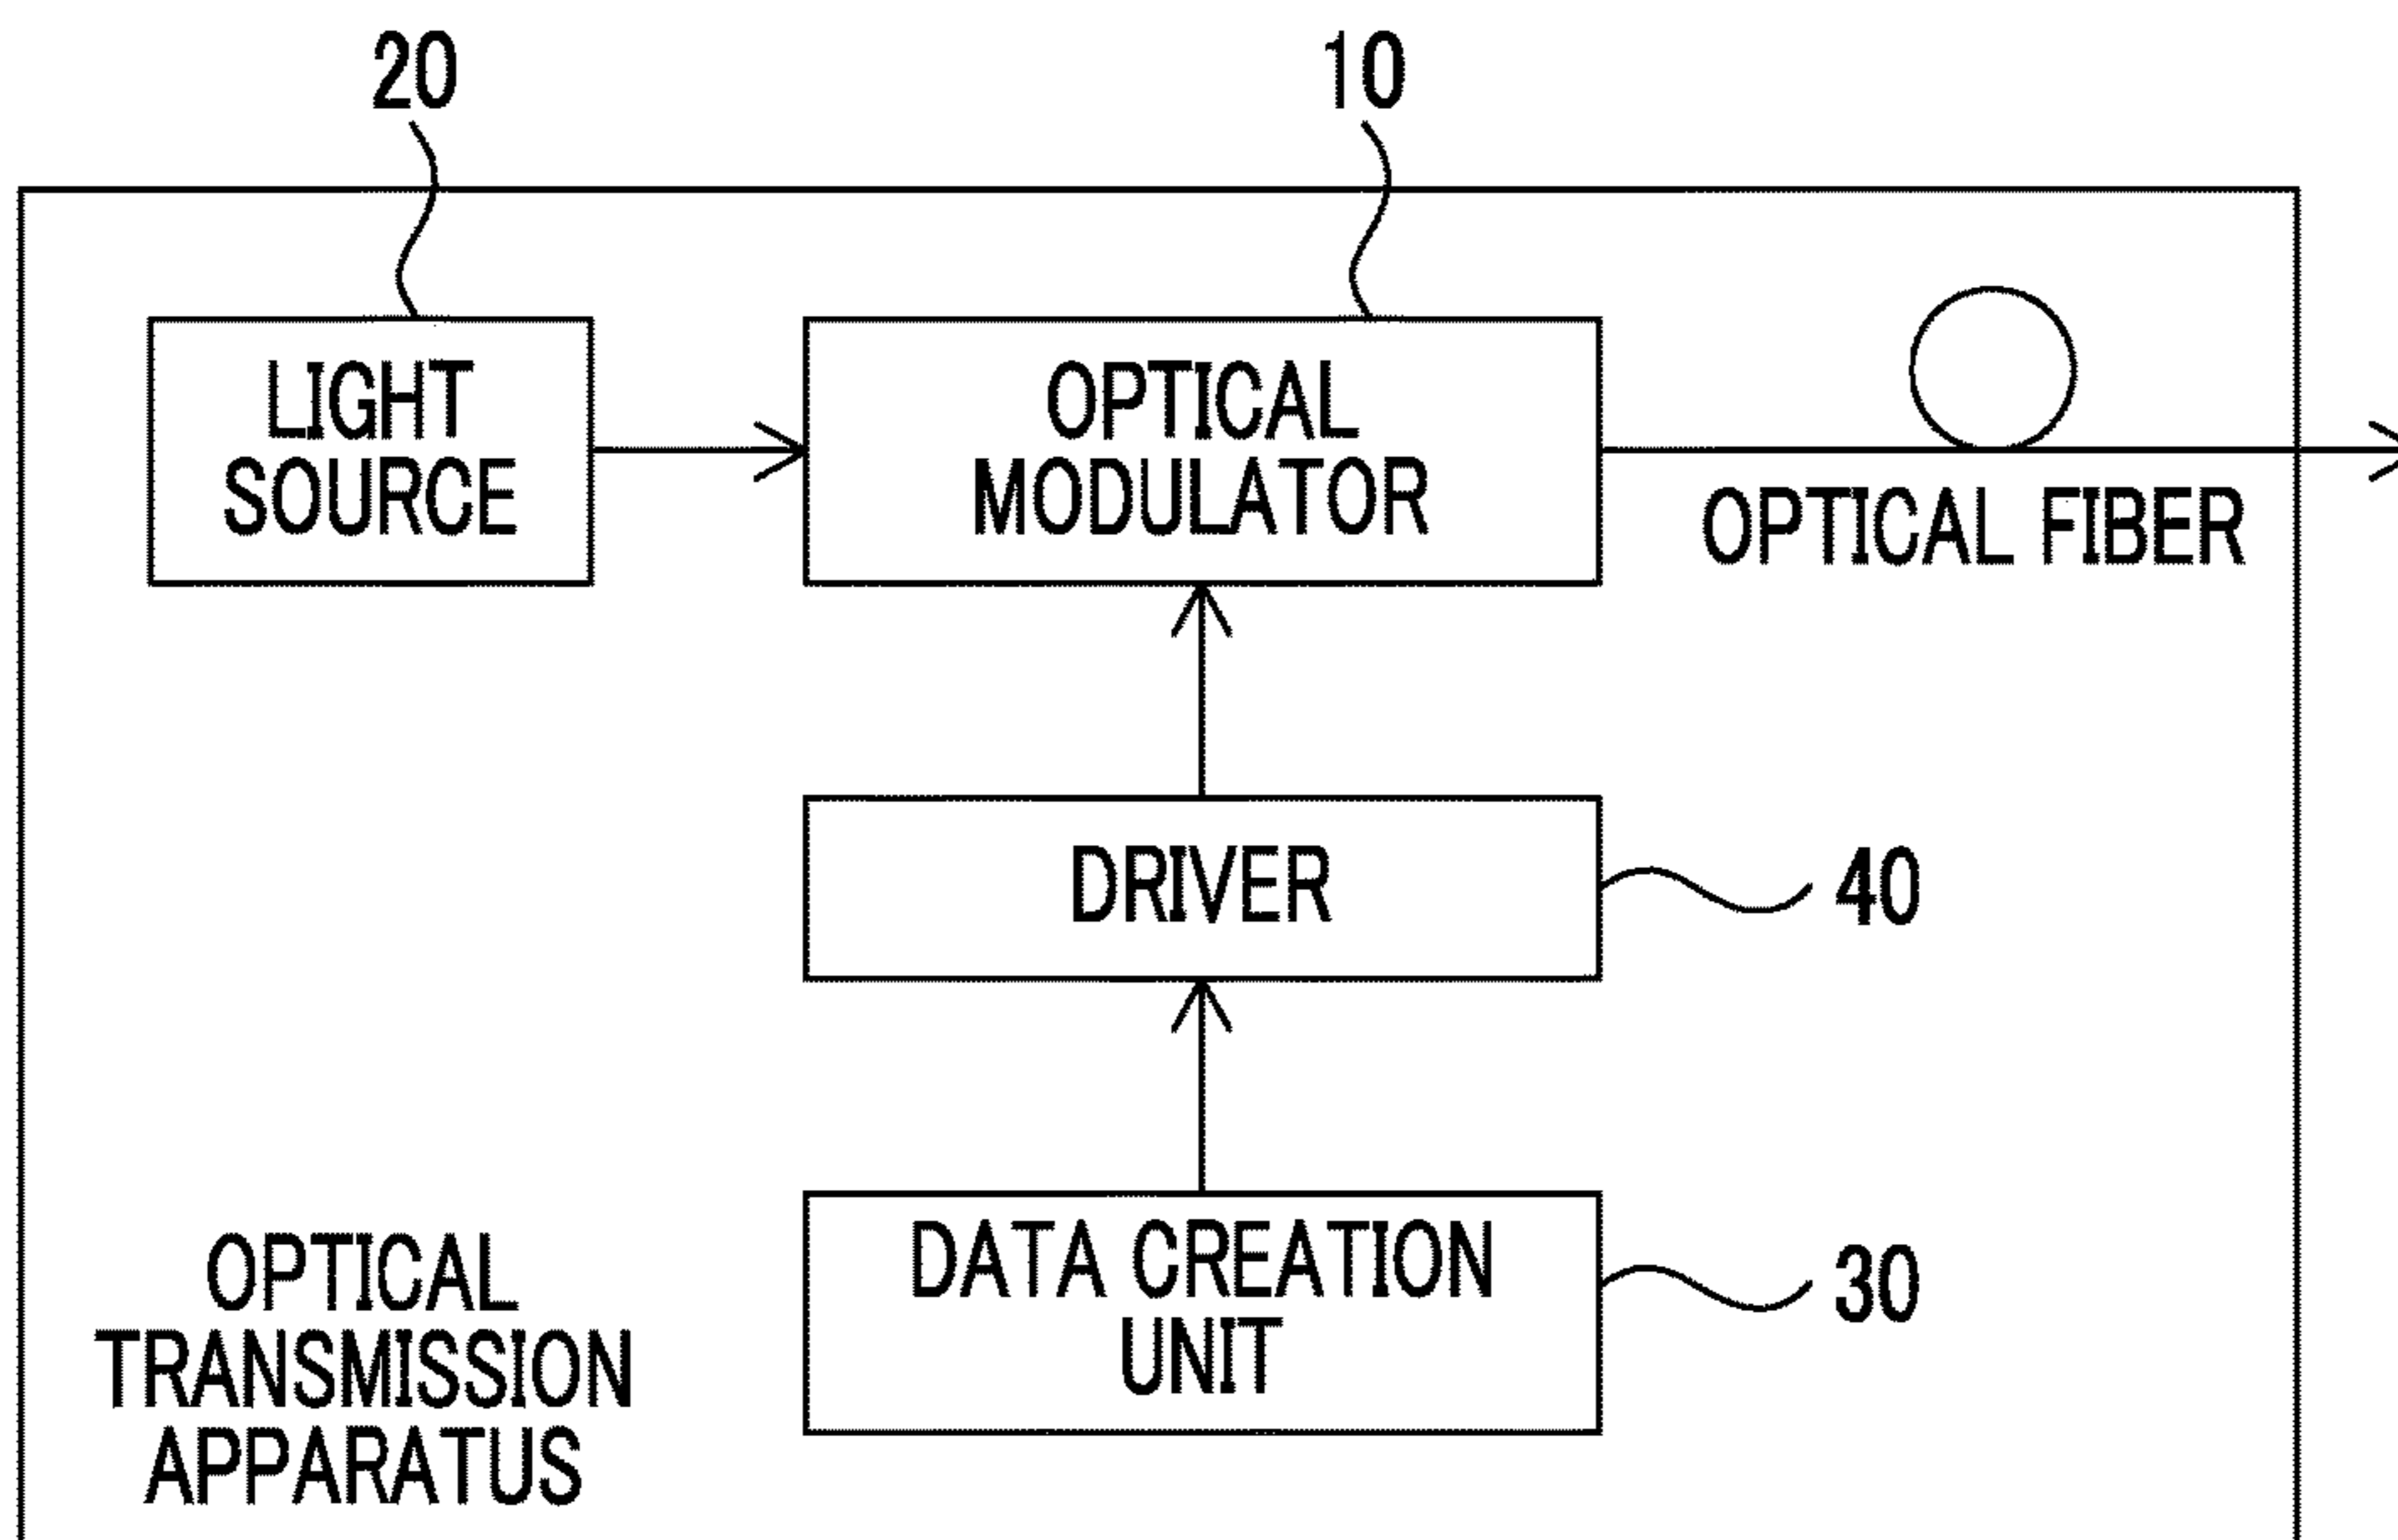 20
10
LIGHT
SOURCE
OPTICAL
MODULATOR
OPTICAL FIBER
DRIVER
40
DATA CREATION
UNIT
30
OPTICAL
TRANSMISSION
APPARATUS